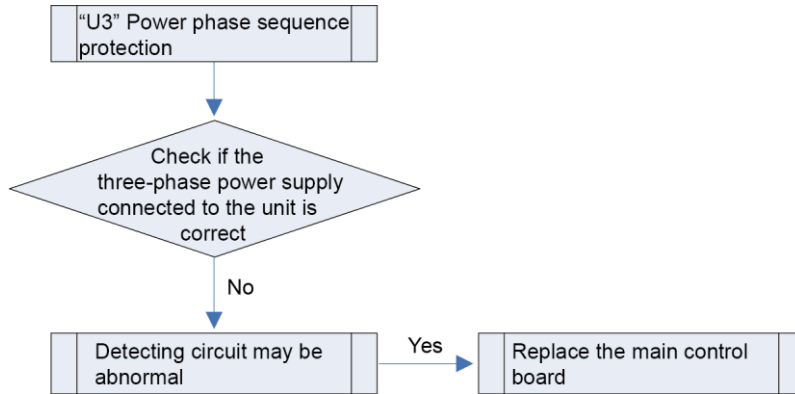 “U3” Power phase sequence
protection
Check if the
three-phase power supply
connected to the unit is
correct
No
Detecting circuit may be
abnormal
Yes
Replace the main control
board